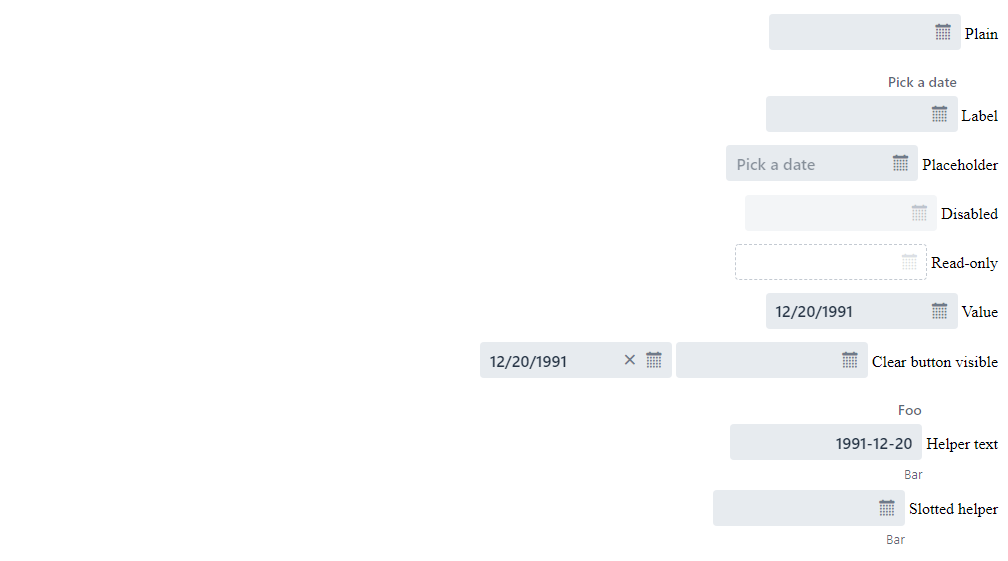 Plain
Pick a date
Label
Pick a date Placeholder
Disabled
Read-only
12/20/1991 Value
12/20/1991 Clear button visible
Foo
1991-12-20 Helper text
Bar
Slotted helper
Bar